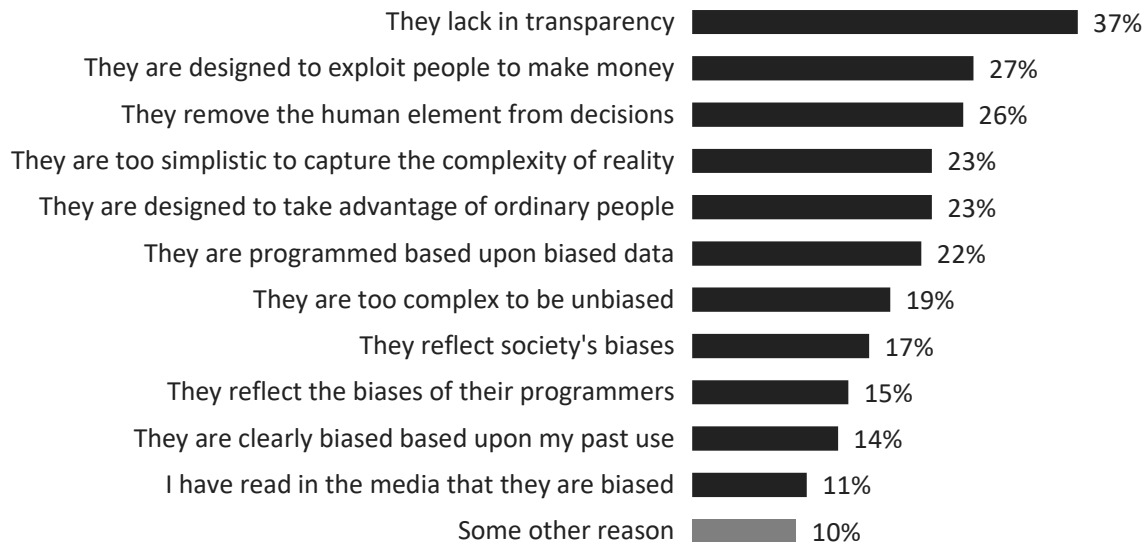 They lack in transparency 37%
They are designed to exploit people to make money 27%
They remove the human element from decisions 26%
They are too simplistic to capture the complexity of reality 23%
They are designed to take advantage of ordinary people 23%
They are programmed based upon biased data 22%
They are too complex to be unbiased 19%
They reflect society's biases 17%
They reflect the biases of their programmers 15%
They are clearly biased based upon my past use 14%
I have read in the media that they are biased 11%
Some other reason 10%